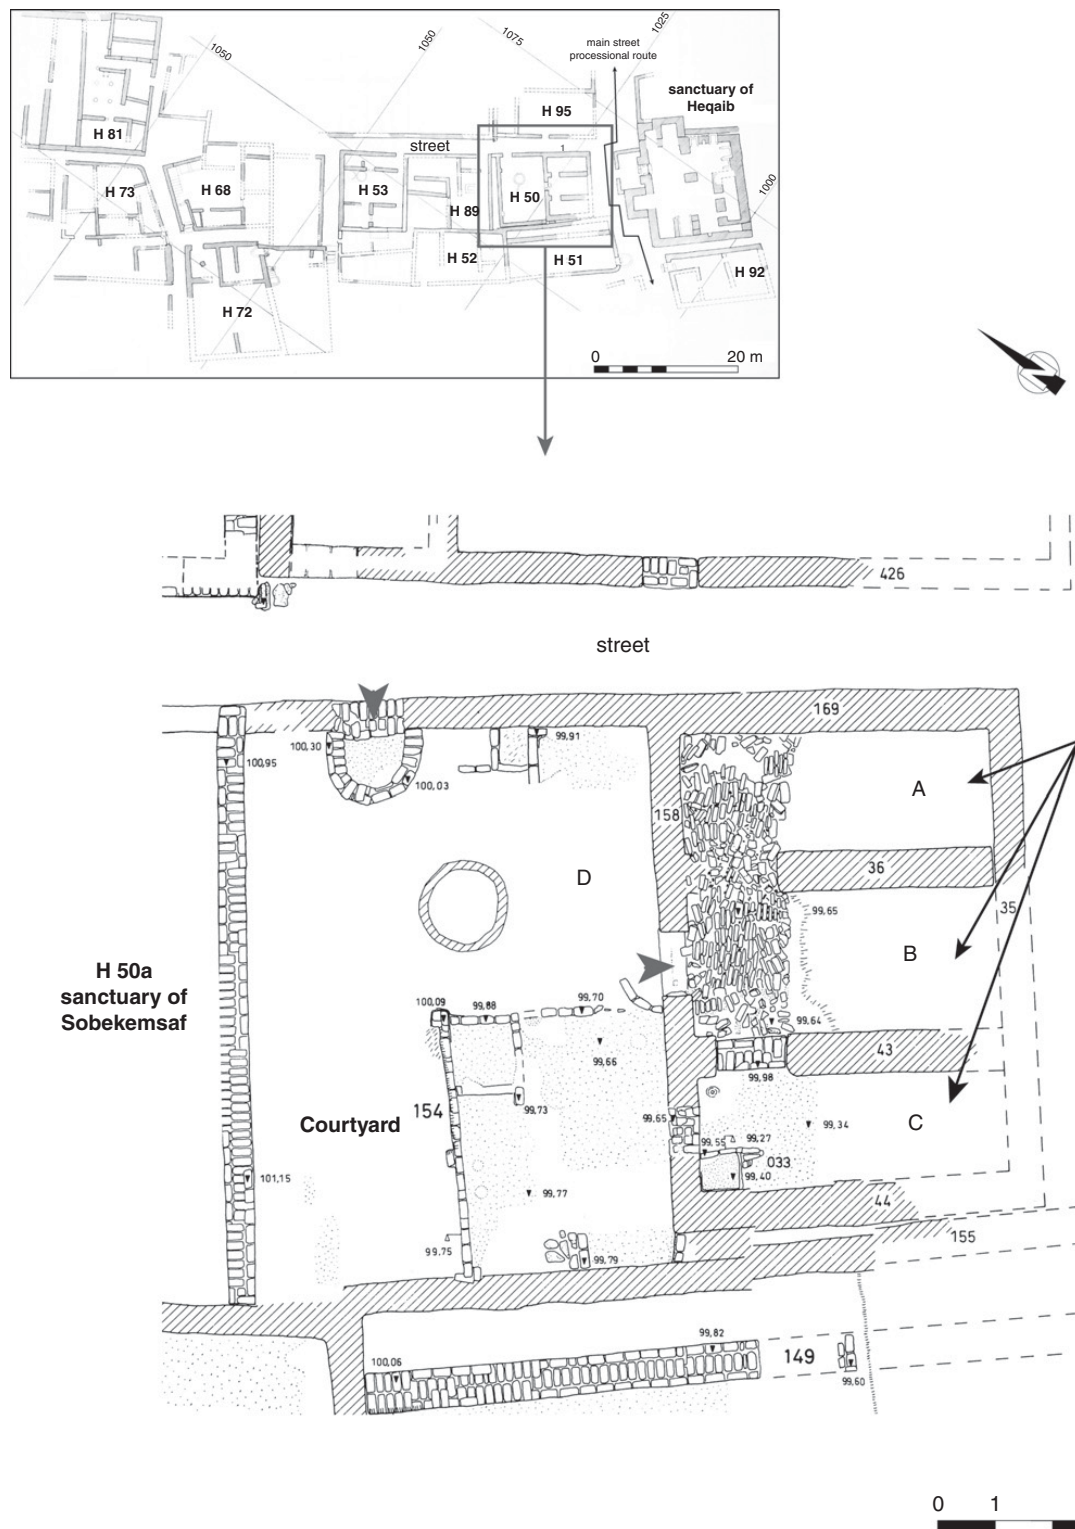 1050
1050
1075
main street
processional route
1025
sanctuary of
Heqaib
H 95
H 81
street
1
H 73
H 68
H 53
H 50
H 89
1000
H 52
H 51
H 92
H 72
0 20 m
N
426
street
169
100,30
99,91
100,95
100,03
A
158
D
36
99,65
35
H 50a
sanctuary of
Sobekemsaf
B
100,09
99,88
99,70
99,64
99,66
43
99,98
154
99,73
Courtyard
99,65
99,34
C
99,55
99,27
033
99,40
101,15
99,77
44
99,75
99,79
155
99,82
149
100,06
99,60
0 1